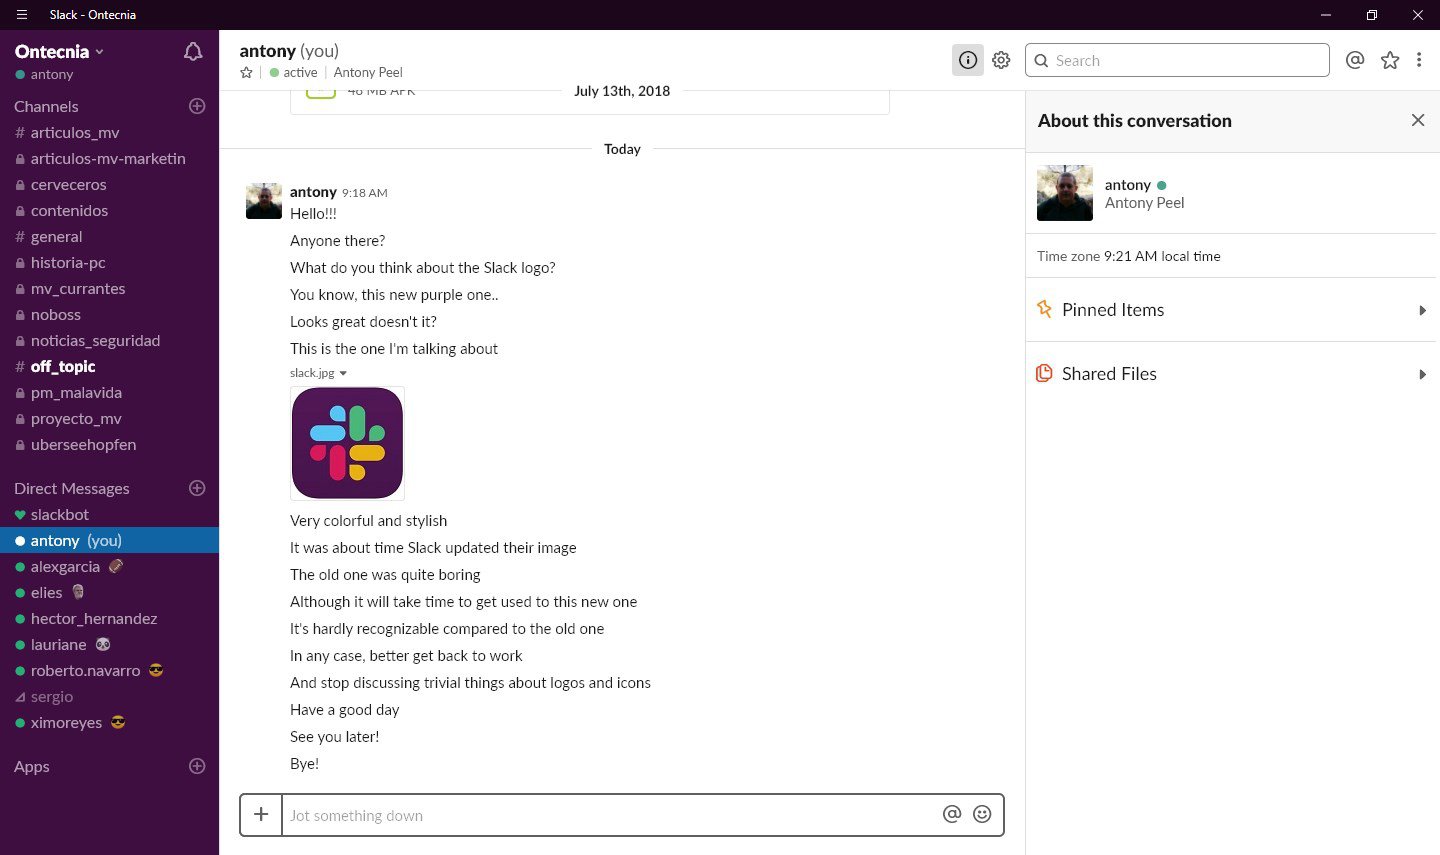 Slack - Ontecnia
Ontecnia
antony
Channels
# articulos_mv
articulos-mv-marketin
cerveceros
contenidos
# general
historia-pc
mv_currantes
noboss
noticias_seguridad
# off_topic
pm_malavida
proyecto_mv
uberseehopfen
Direct Messages
slackbot
antony (you)
alexgarcia
elies
hector_hernandez
lauriane
roberto.navarro
sergio
ximoreyes
Apps
antony (you)
active | Antony Peel
Search
48 MB APK
July 13th, 2018
Today
antony 9:18 AM
Hello!!!
Anyone there?
What do you think about the Slack logo?
You know, this new purple one..
Looks great doesn't it?
This is the one I'm talking about
slack.jpg
Very colorful and stylish
It was about time Slack updated their image
The old one was quite boring
Although it will take time to get used to this new one
It's hardly recognizable compared to the old one
In any case, better get back to work
And stop discussing trivial things about logos and icons
Have a good day
See you later!
Bye!
Jot something down
About this conversation
antony
Antony Peel
Time zone 9:21 AM local time
Pinned Items
Shared Files